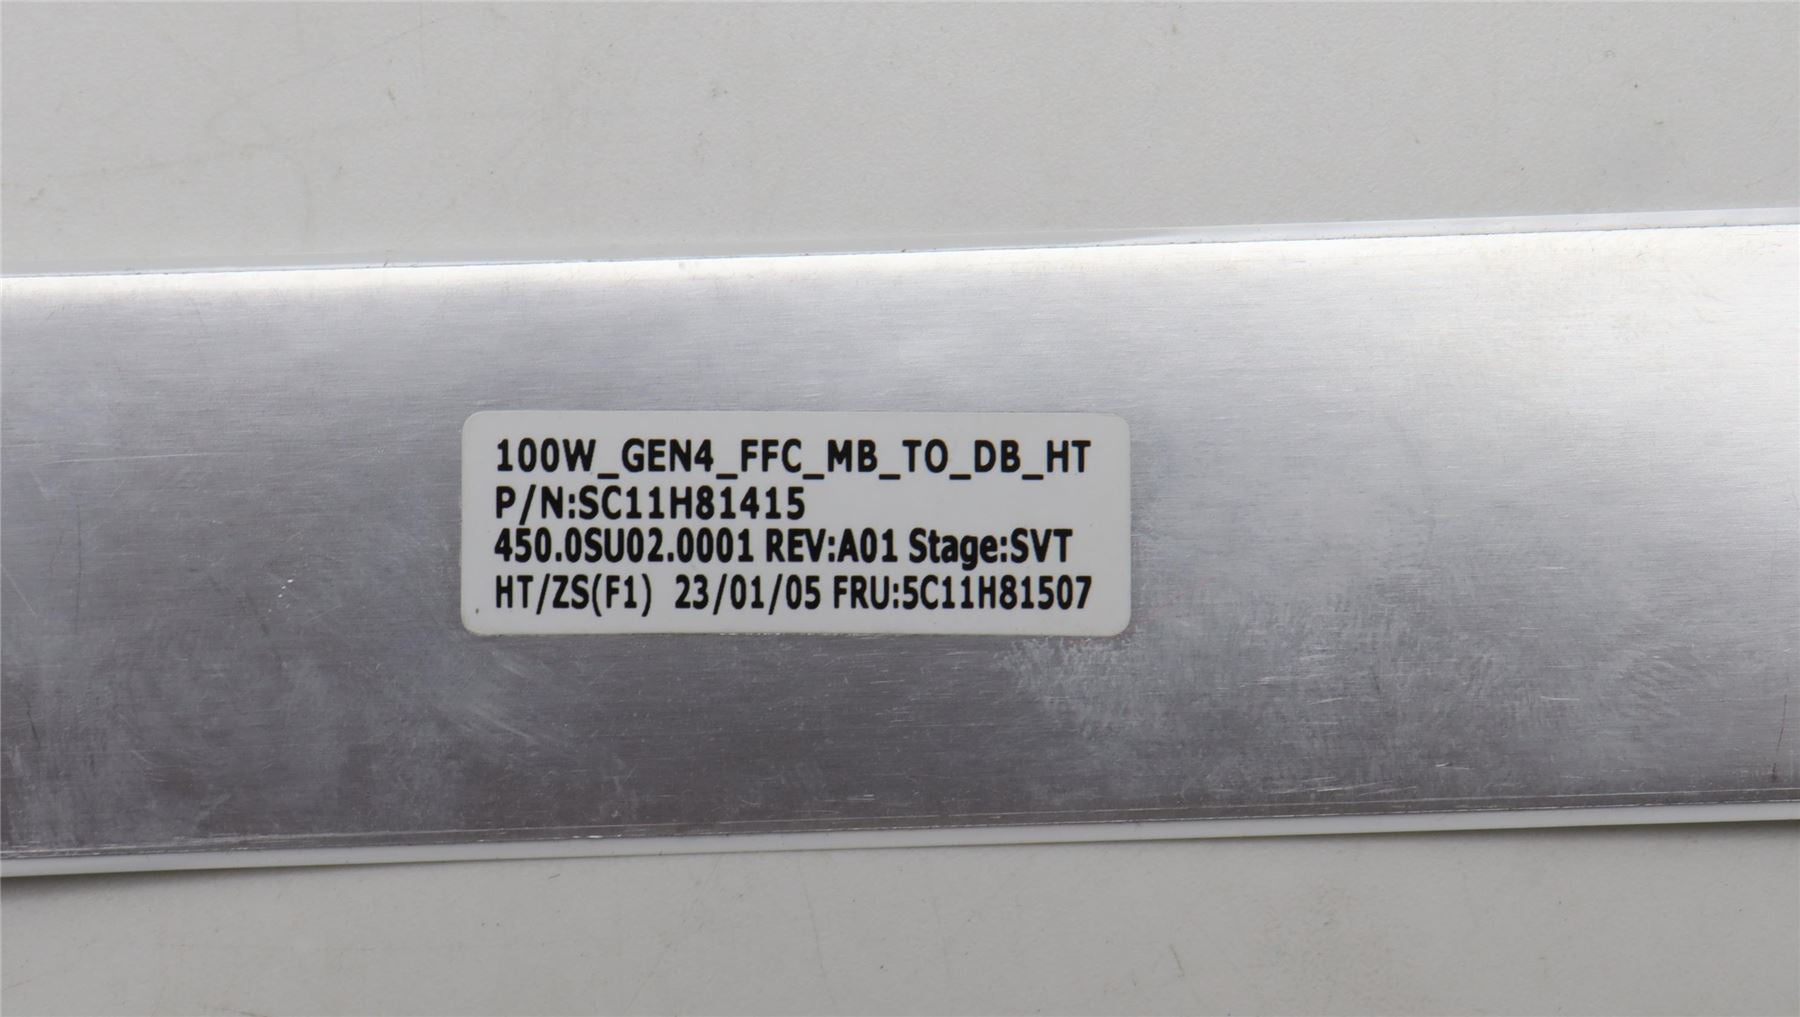 100W_GEN4_FFC_MB_TO_DB_HT
P/N:SC11H81415
450.0SU02.0001 REV:A01 Stage:SVT
HT/ZS(F1) 23/01/05 FRU:5C11H81507